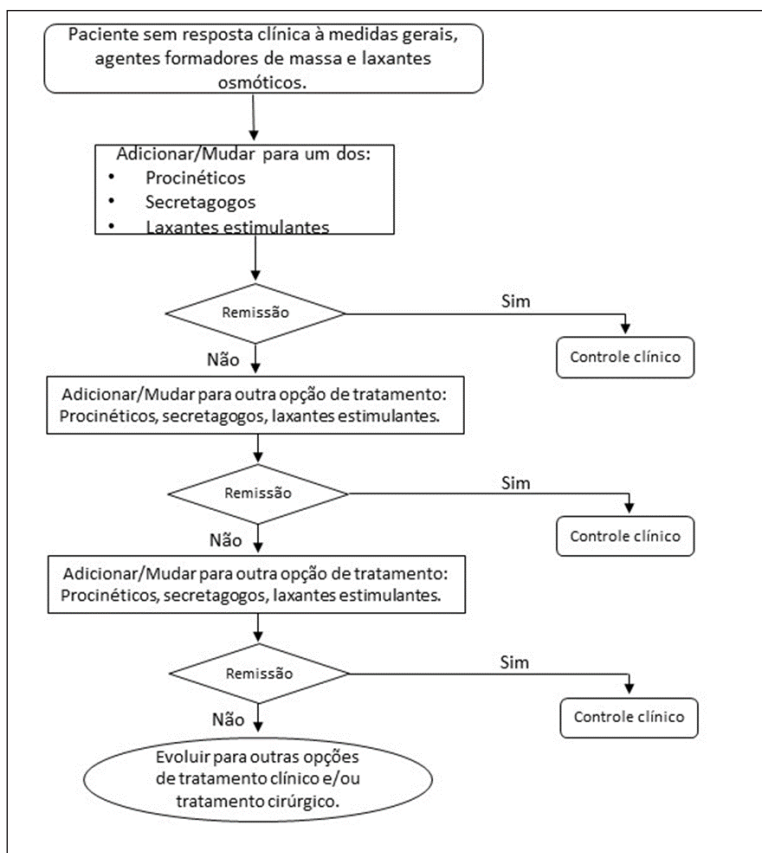 Paciente sem resposta clínica à medidas gerais,
agentes formadores de massa e laxantes
osmóticos.
Adicionar/Mudar para um dos:
• Procinéticos
• Secretagogos
• Laxantes estimulantes
Remissão
Sim
Controle clínico
Não
Adicionar/Mudar para outra opção de tratamento:
Procinéticos, secretagogos, laxantes estimulantes.
Remissão
Sim
Controle clínico
Não
Adicionar/Mudar para outra opção de tratamento:
Procinéticos, secretagogos, laxantes estimulantes.
Remissão
Sim
Controle clínico
Não
Evoluir para outras opções
de tratamento clínico e/ou
tratamento cirúrgico.